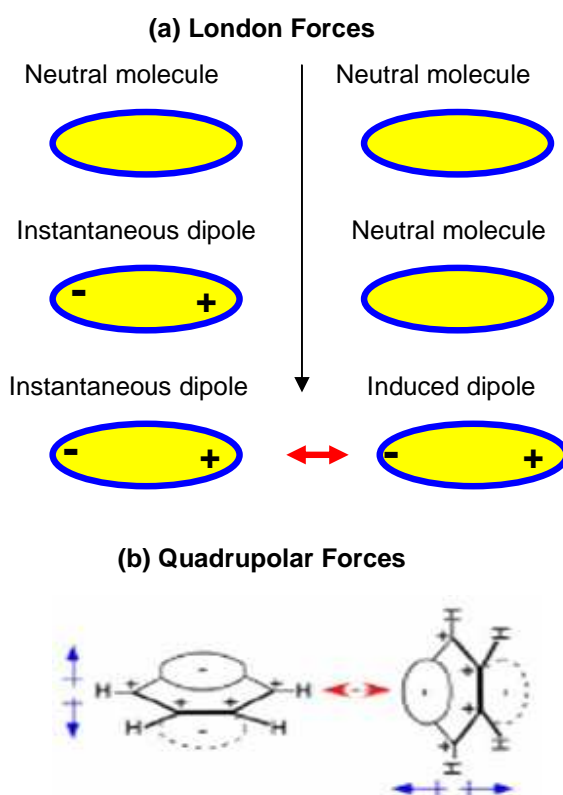 (a) London Forces
Neutral molecule Neutral molecule
Instantaneous dipole Neutral molecule
- +
Instantaneous dipole Induced dipole
- + - +
(b) Quadrupolar Forces
H + - + H
+ +
H - H
H
+ H
+
- -
+
+ H
H